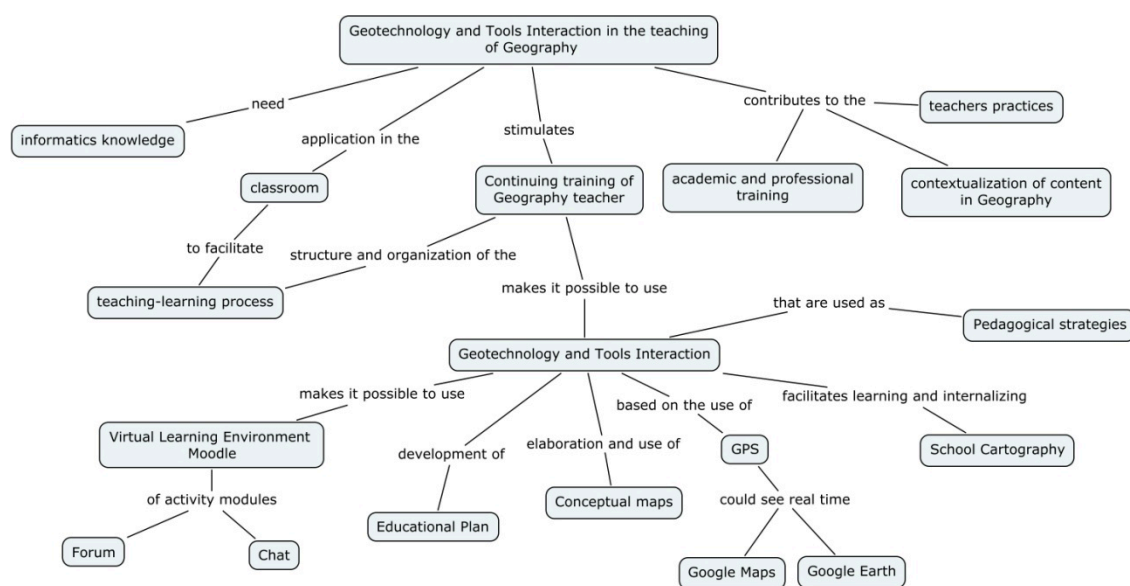 Geotechnology and Tools Interaction in the teaching
of Geography
need
contributes to the
teachers practices
informatics knowledge
application in the
stimulates
classroom
Continuing training of
Geography teacher
academic and professional
training
contextualization of content
in Geography
to facilitate
structure and organization of the
teaching-learning process
makes it possible to use
that are used as
Pedagogical strategies
Geotechnology and Tools Interaction
makes it possible to use
based on the use of
facilitates learning and internalizing
Virtual Learning Environment
Moodle
development of
elaboration and use of
GPS
School Cartography
of activity modules
could see real time
Conceptual maps
Educational Plan
Forum
Chat
Google Maps
Google Earth